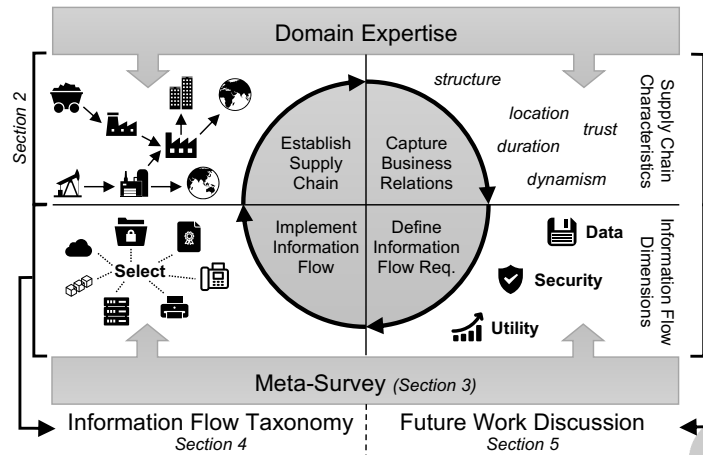 Domain Expertise
Section 2
structure
location
trust
duration
dynamism
Supply Chain
Characteristics
Establish
Supply
Chain
Capture
Business
Relations
Implement
Information
Flow
Define
Information
Flow Req.
Select
Data
Security
Utility
Information Flow
Dimensions
Meta-Survey (Section 3)
Information Flow Taxonomy
Section 4
Future Work Discussion
Section 5